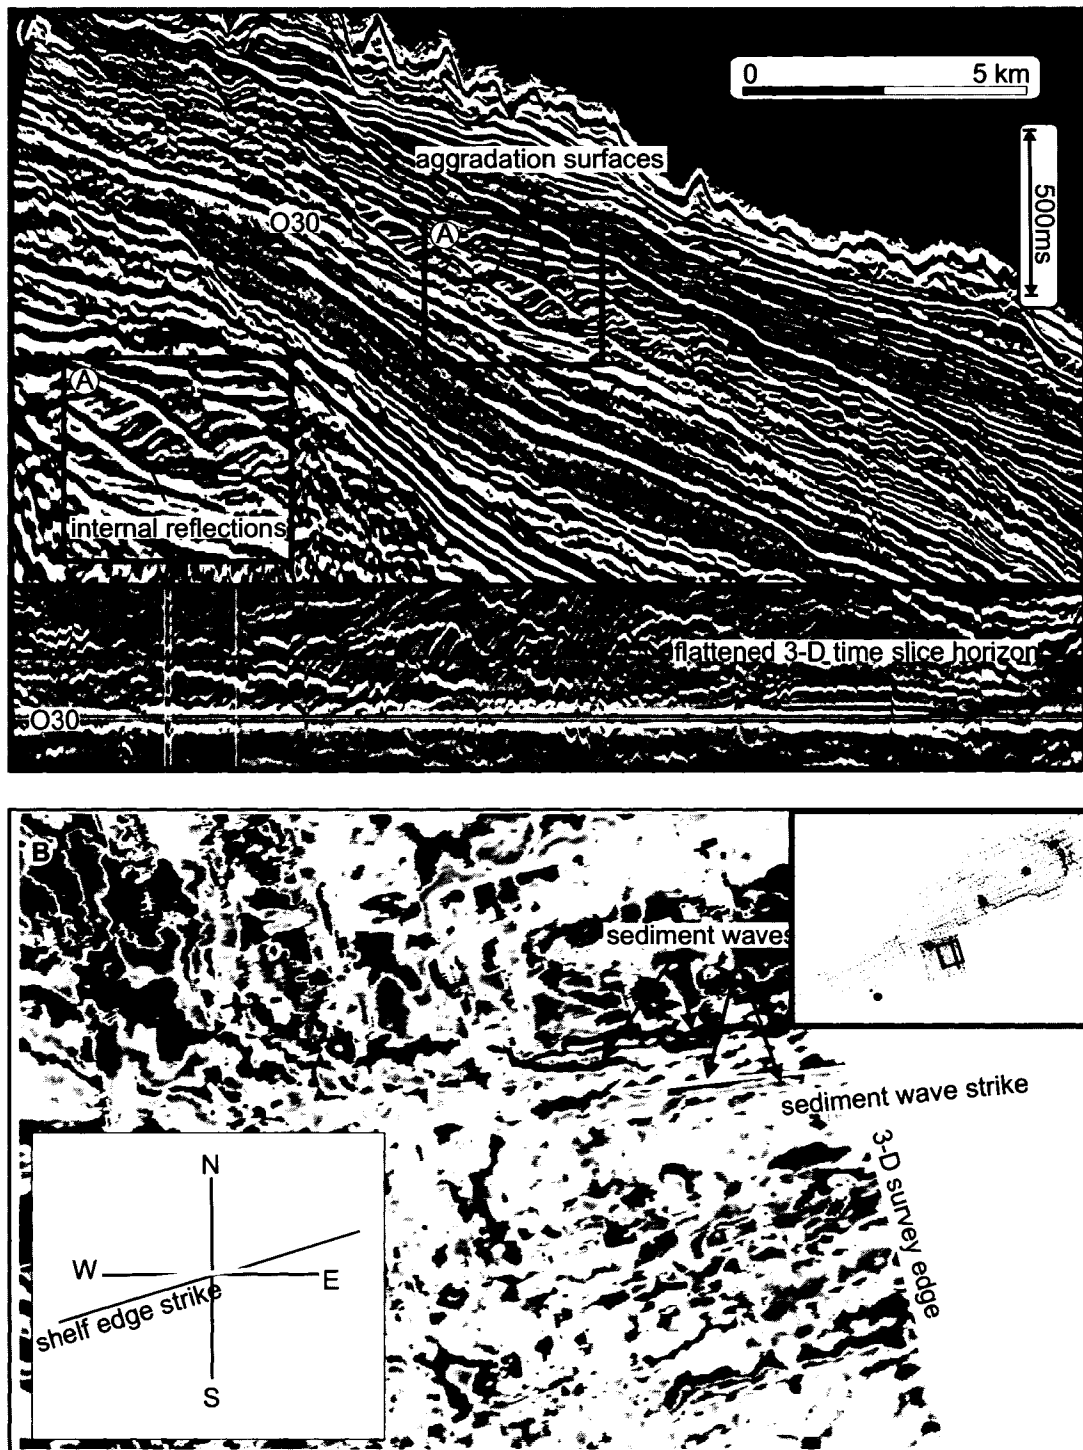 (A)
0 5 km
500ms
aggradation surfaces
O30
A
A
internal reflections
flattened 3-D time slice horizon
O30
B
sediment waves
sediment wave strike
3-D survey edge
N
W
E
shelf edge strike
S